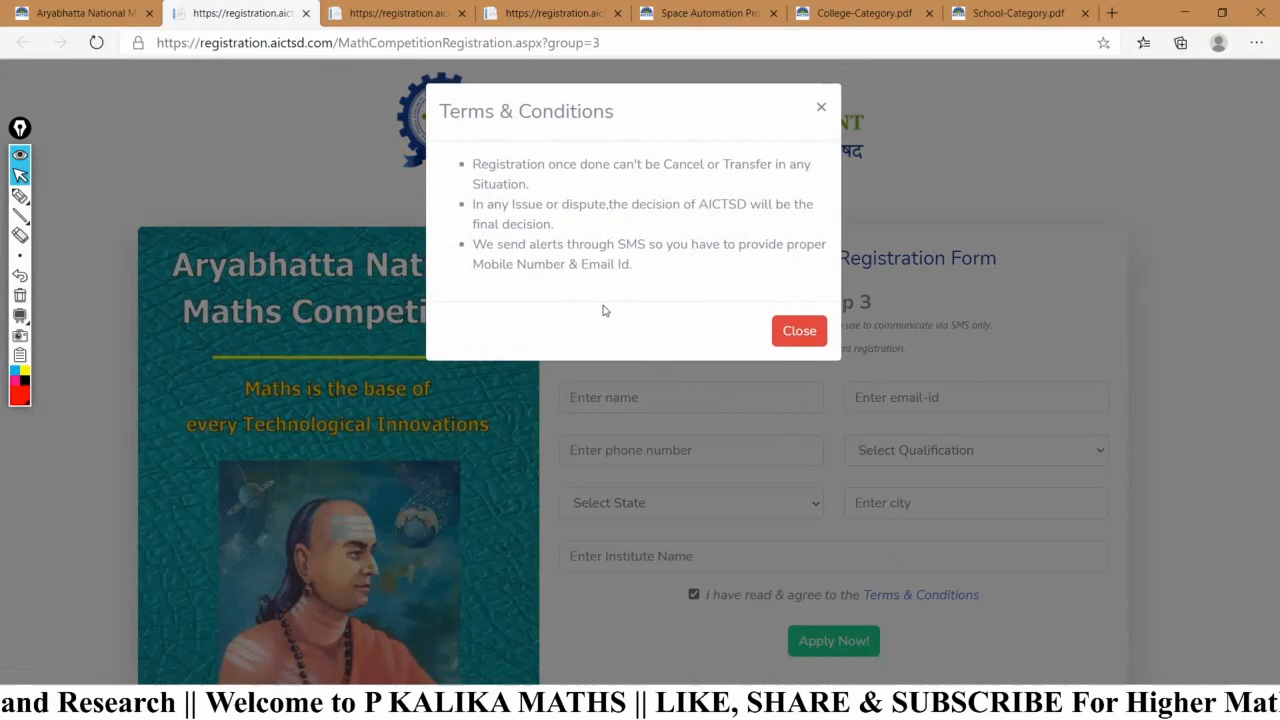 Aryabhatta National M
https://registration.aictsd
https://registration.aictsd
https://registration.aictsd
Space Automation Pro
College-Category.pdf
School-Category.pdf
https://registration.aictsd.com/MathCompetitionRegistration.aspx?group=3
NT
षद
Terms & Conditions
Registration once done can't be Cancel or Transfer in any
Situation.
In any Issue or dispute,the decision of AICTSD will be the
final decision.
We send alerts through SMS so you have to provide proper
Mobile Number & Email Id.
Close
Aryabhatta Nat
Maths Competi
Maths is the base of
every Technological Innovations
Registration Form
p 3
use to communicate via SMS only.
nt registration.
Enter name
Enter email-id
Enter phone number
Select Qualification
Select State
Enter city
Enter Institute Name
I have read & agree to the Terms & Conditions
Apply Now!
and Research || Welcome to P KALIKA MATHS || LIKE, SHARE & SUBSCRIBE For Higher Mat